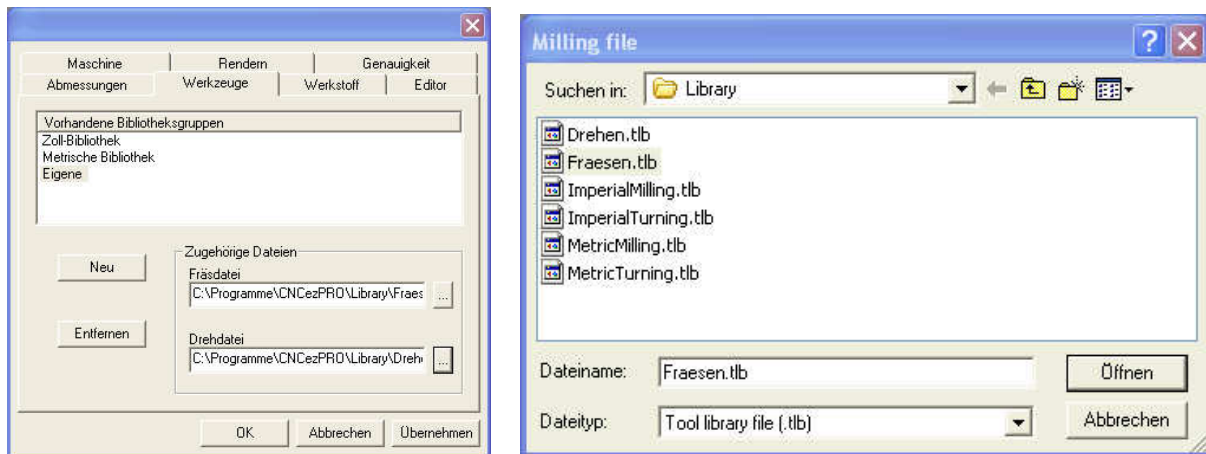 Maschine Rendern Genauigkeit
Abmessungen Werkzeuge Werkstoff Editor
Vorhandene Bibliotheksgruppen
Zoll-Bibliothek
Metrische Bibliothek
Eigene
Neu
Entfernen
Zugehörige Dateien
Fräsdatei
C:\Programme\CNCezPRO\Library\Fraes ...
Drehdatei
C:\Programme\CNCezPRO\Library\Drehe ...
OK Abbrechen Übernehmen
Milling file
Suchen in: Library
Drehen.tlb
Fraesen.tlb
ImperialMilling.tlb
ImperialTurning.tlb
MetricMilling.tlb
MetricTurning.tlb
Dateiname: Fraesen.tlb Öffnen
Dateityp: Tool library file (.tlb) Abbrechen